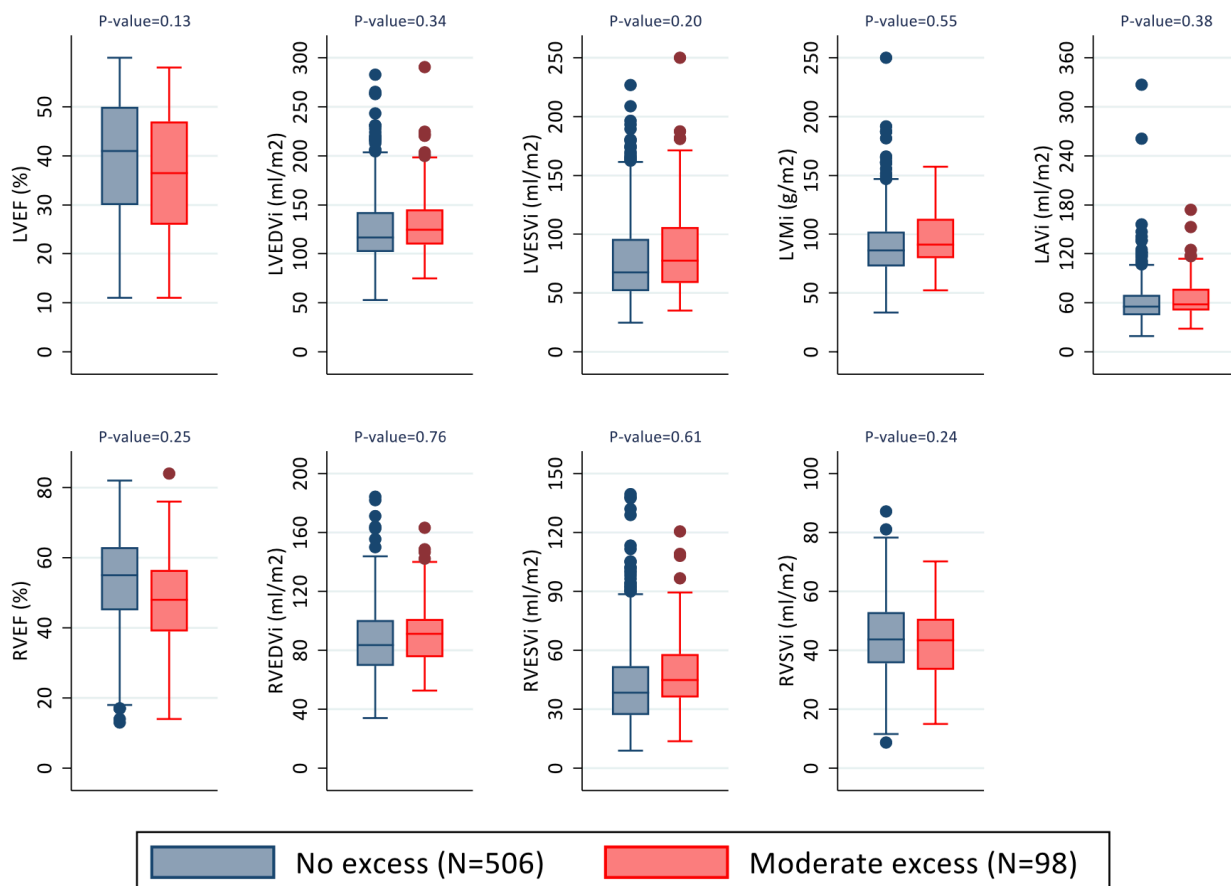 P-value=0.13
LVEF (%)
0
10
20
30
40
50
P-value=0.34
LVEDVi (ml/m2)
0
50
100
150
200
250
300
P-value=0.20
LVESVi (ml/m2)
0
50
100
150
200
250
P-value=0.55
LVMi (g/m2)
0
50
100
150
200
250
P-value=0.38
LAVi (ml/m2)
0
60
120
180
240
300
360
P-value=0.25
RVEF (%)
0
20
40
60
80
P-value=0.76
RVEDVi (ml/m2)
0
40
80
120
160
200
P-value=0.61
RVESVi (ml/m2)
0
30
60
90
120
150
P-value=0.24
RVSVi (ml/m2)
0
20
40
60
80
100
No excess (N=506)
Moderate excess (N=98)